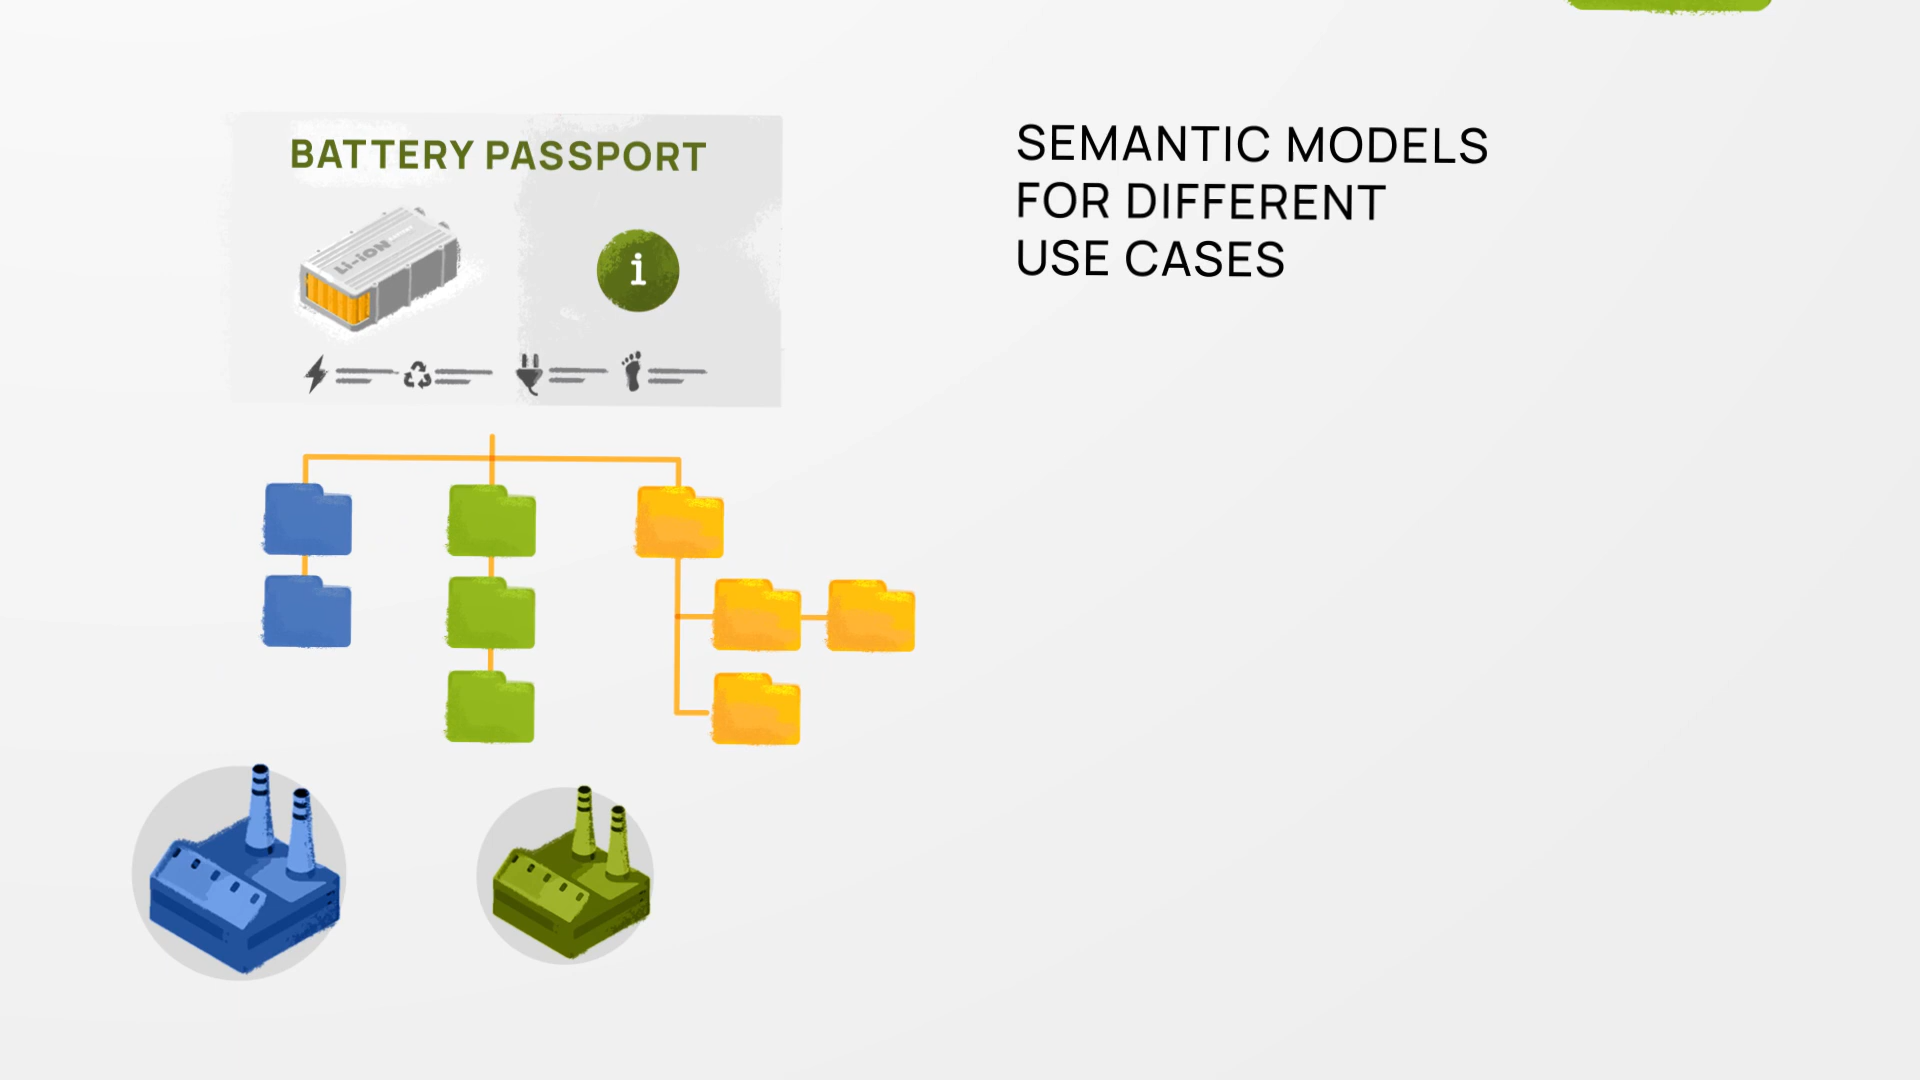 BATTERY PASSPORT
Li-ion
i
SEMANTIC MODELS
FOR DIFFERENT
USE CASES